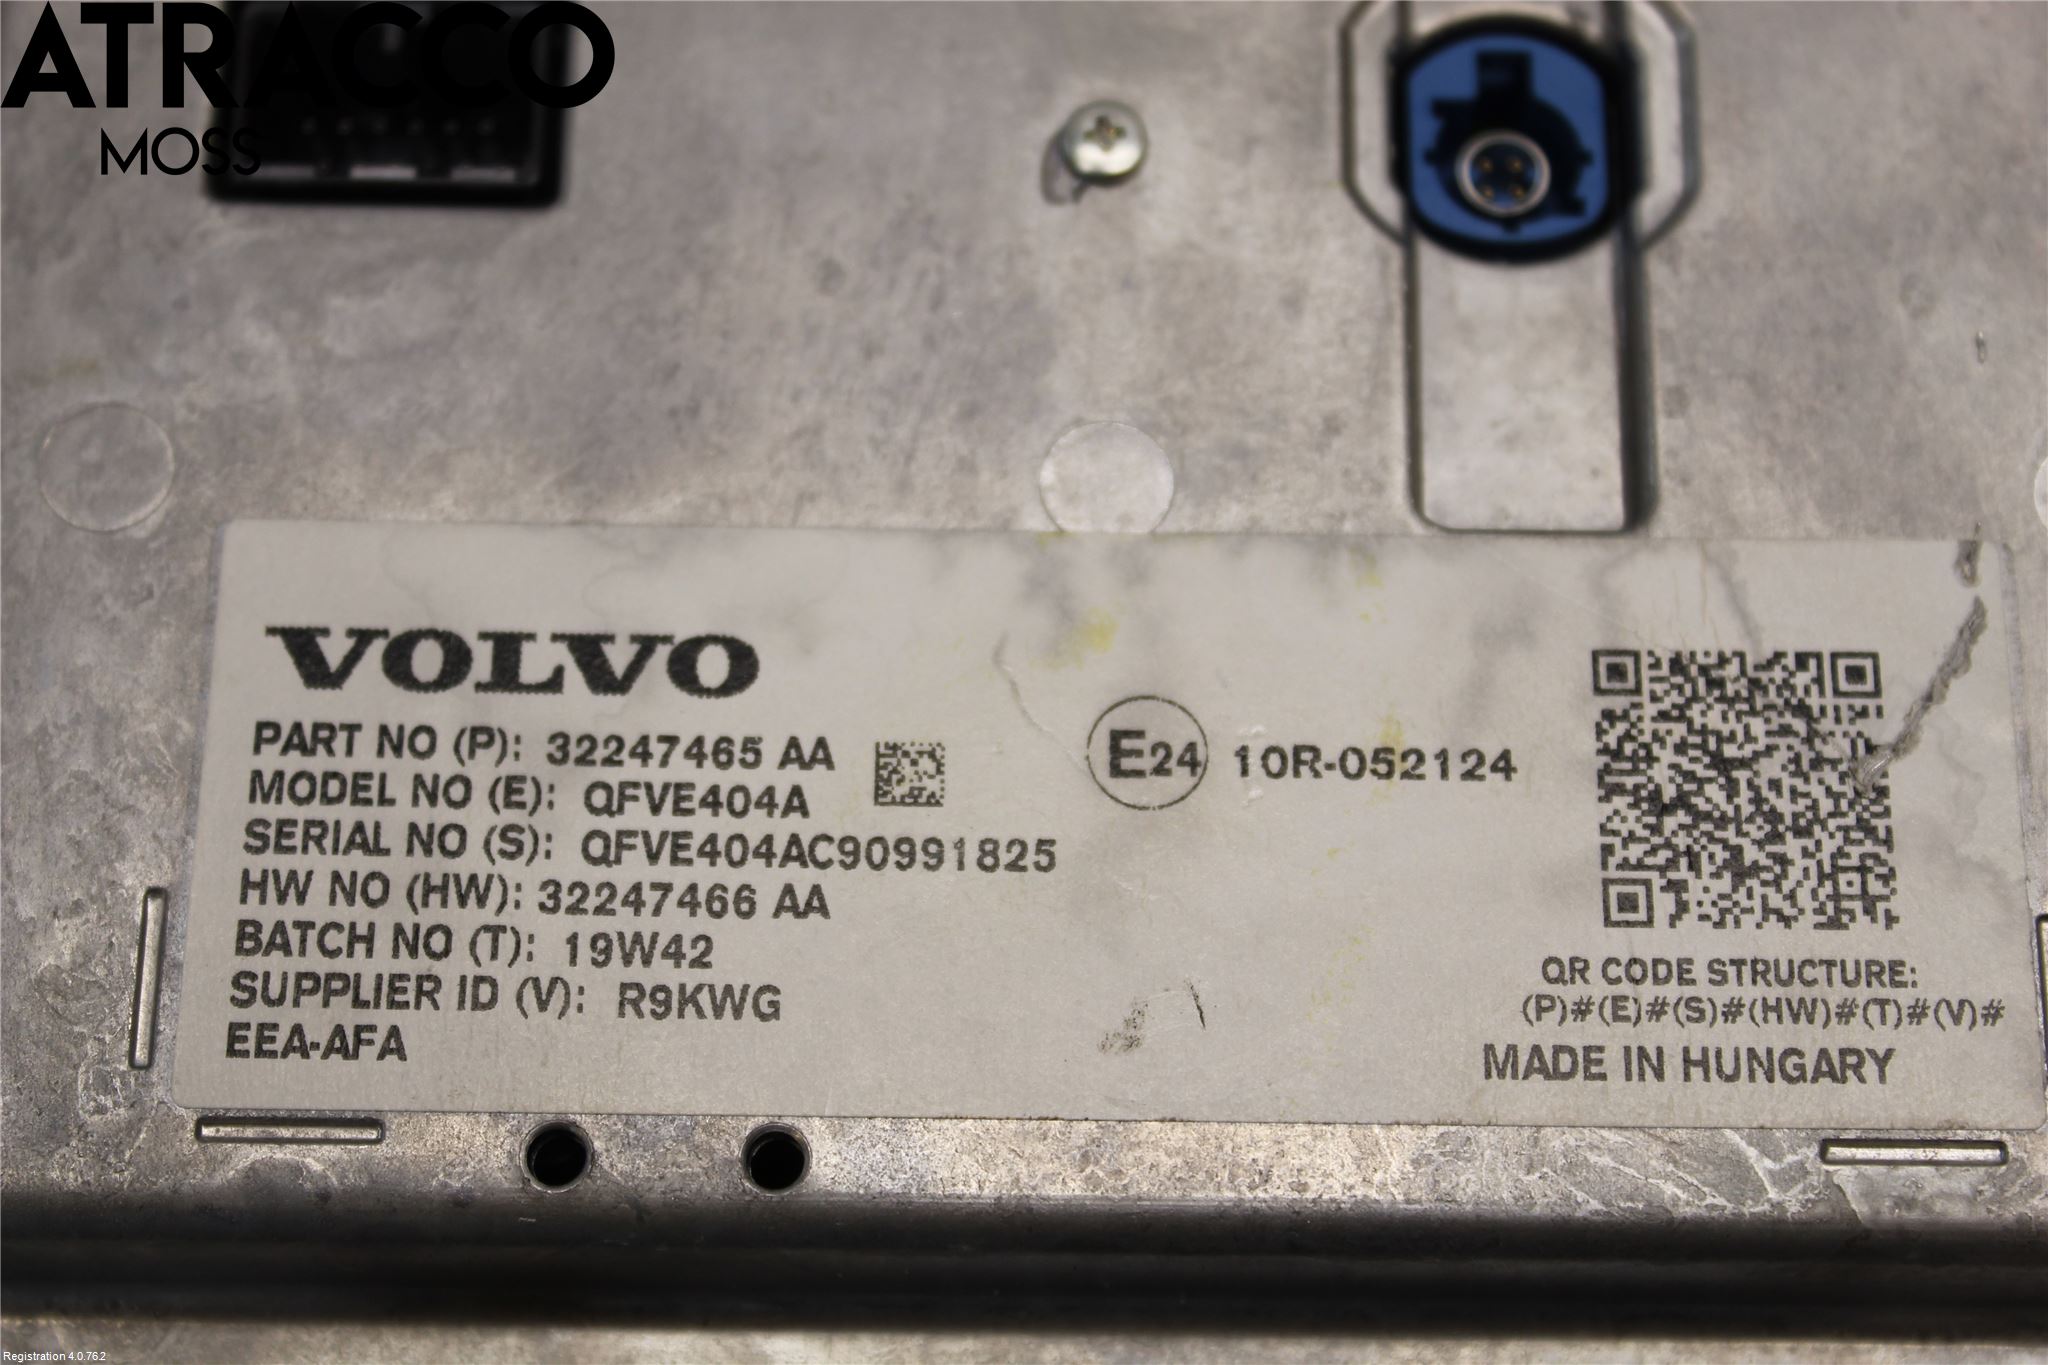 ATRACCO
MOSS
VOLVO
PART NO (P): 32247465 AA
MODEL NO (E): QFVE404A
SERIAL NO (S): QFVE404AC90991825
HW NO (HW): 32247466 AA
BATCH NO (T): 19W42
SUPPLIER ID (V): R9KWG
EEA-AFA
E24 10R-052124
QR CODE STRUCTURE:
(P)#(E)#(S)#(HW)#(T)#(V)#
MADE IN HUNGARY
Registration 4.0.762